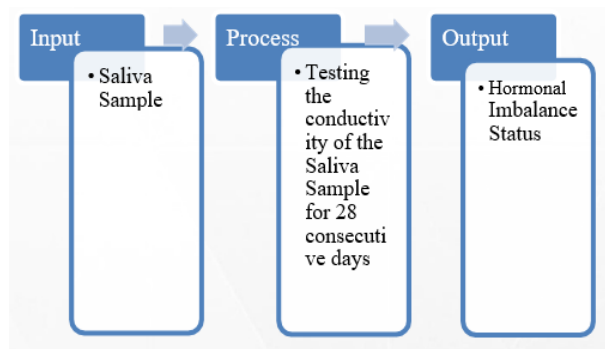 Input
• Saliva
Sample
Process
• Testing
the
conductiv
ity of the
Saliva
Sample
for 28
consecuti
ve days
Output
• Hormonal
Imbalance
Status